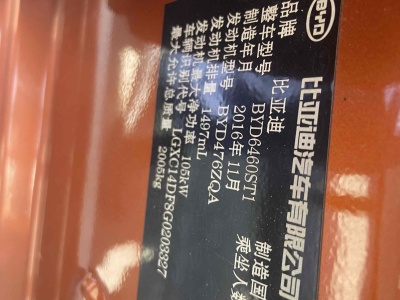 BYD
比亚迪汽车有限公司
品牌 比亚迪 制造国
整车型号 BYD6460ST1 乘坐人数
制造年月 2016年11月
发动机型号 BYD476ZQA
发动机排量 1497mL
发动机最大净功率 105kW
车辆识别代号 LGXC14DF8G0203327
最大允许总质量 2005kg